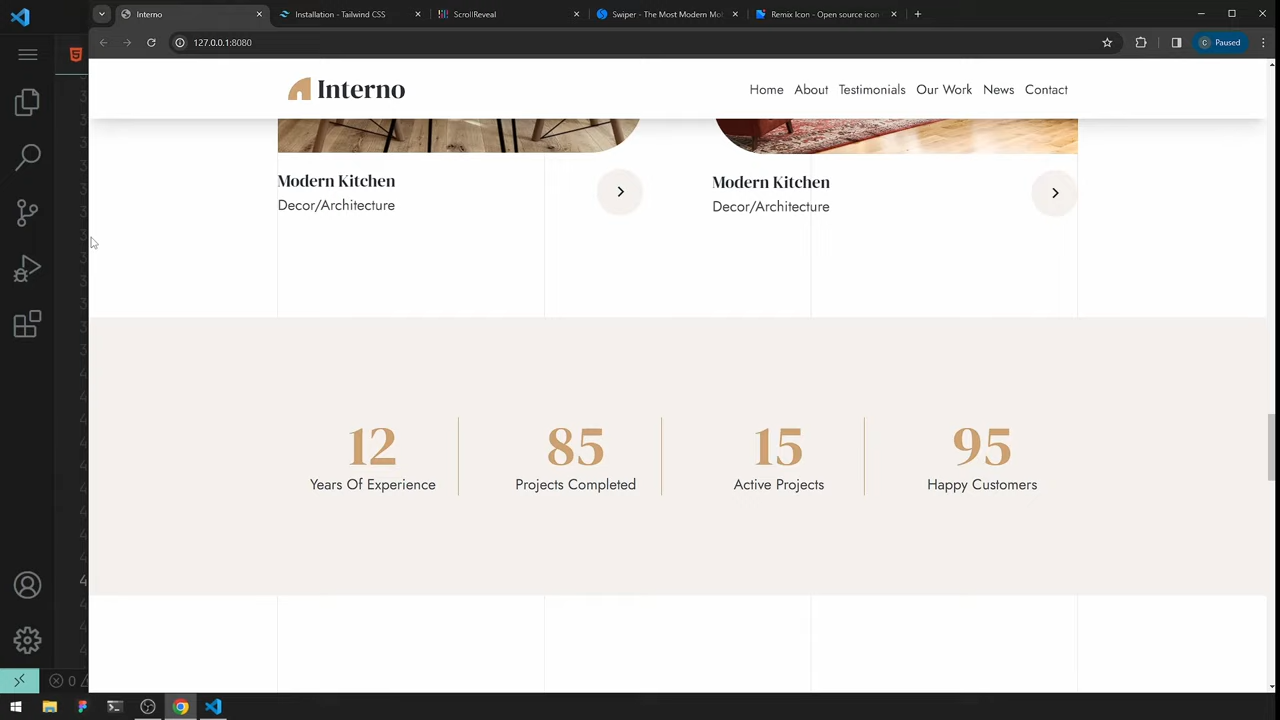 Interno
Installation - Tailwind CSS
ScrollReveal
Swiper - The Most Modern Mo
Remix Icon - Open source icon
127.0.0.1:8080
C
Paused
Interno
Home
About
Testimonials
Our Work
News
Contact
Modern Kitchen
Decor/Architecture
Modern Kitchen
Decor/Architecture
12
85
15
95
Years Of Experience
Projects Completed
Active Projects
Happy Customers
0